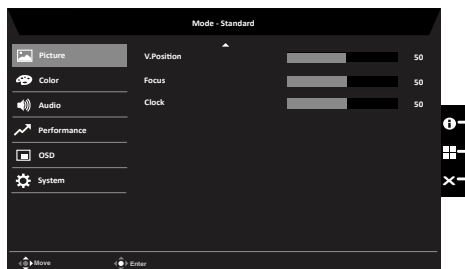 Mode - Standard
Picture
V.Position 50
Color
Focus 50
Audio
Clock 50
Performance
OSD
System
Move Enter